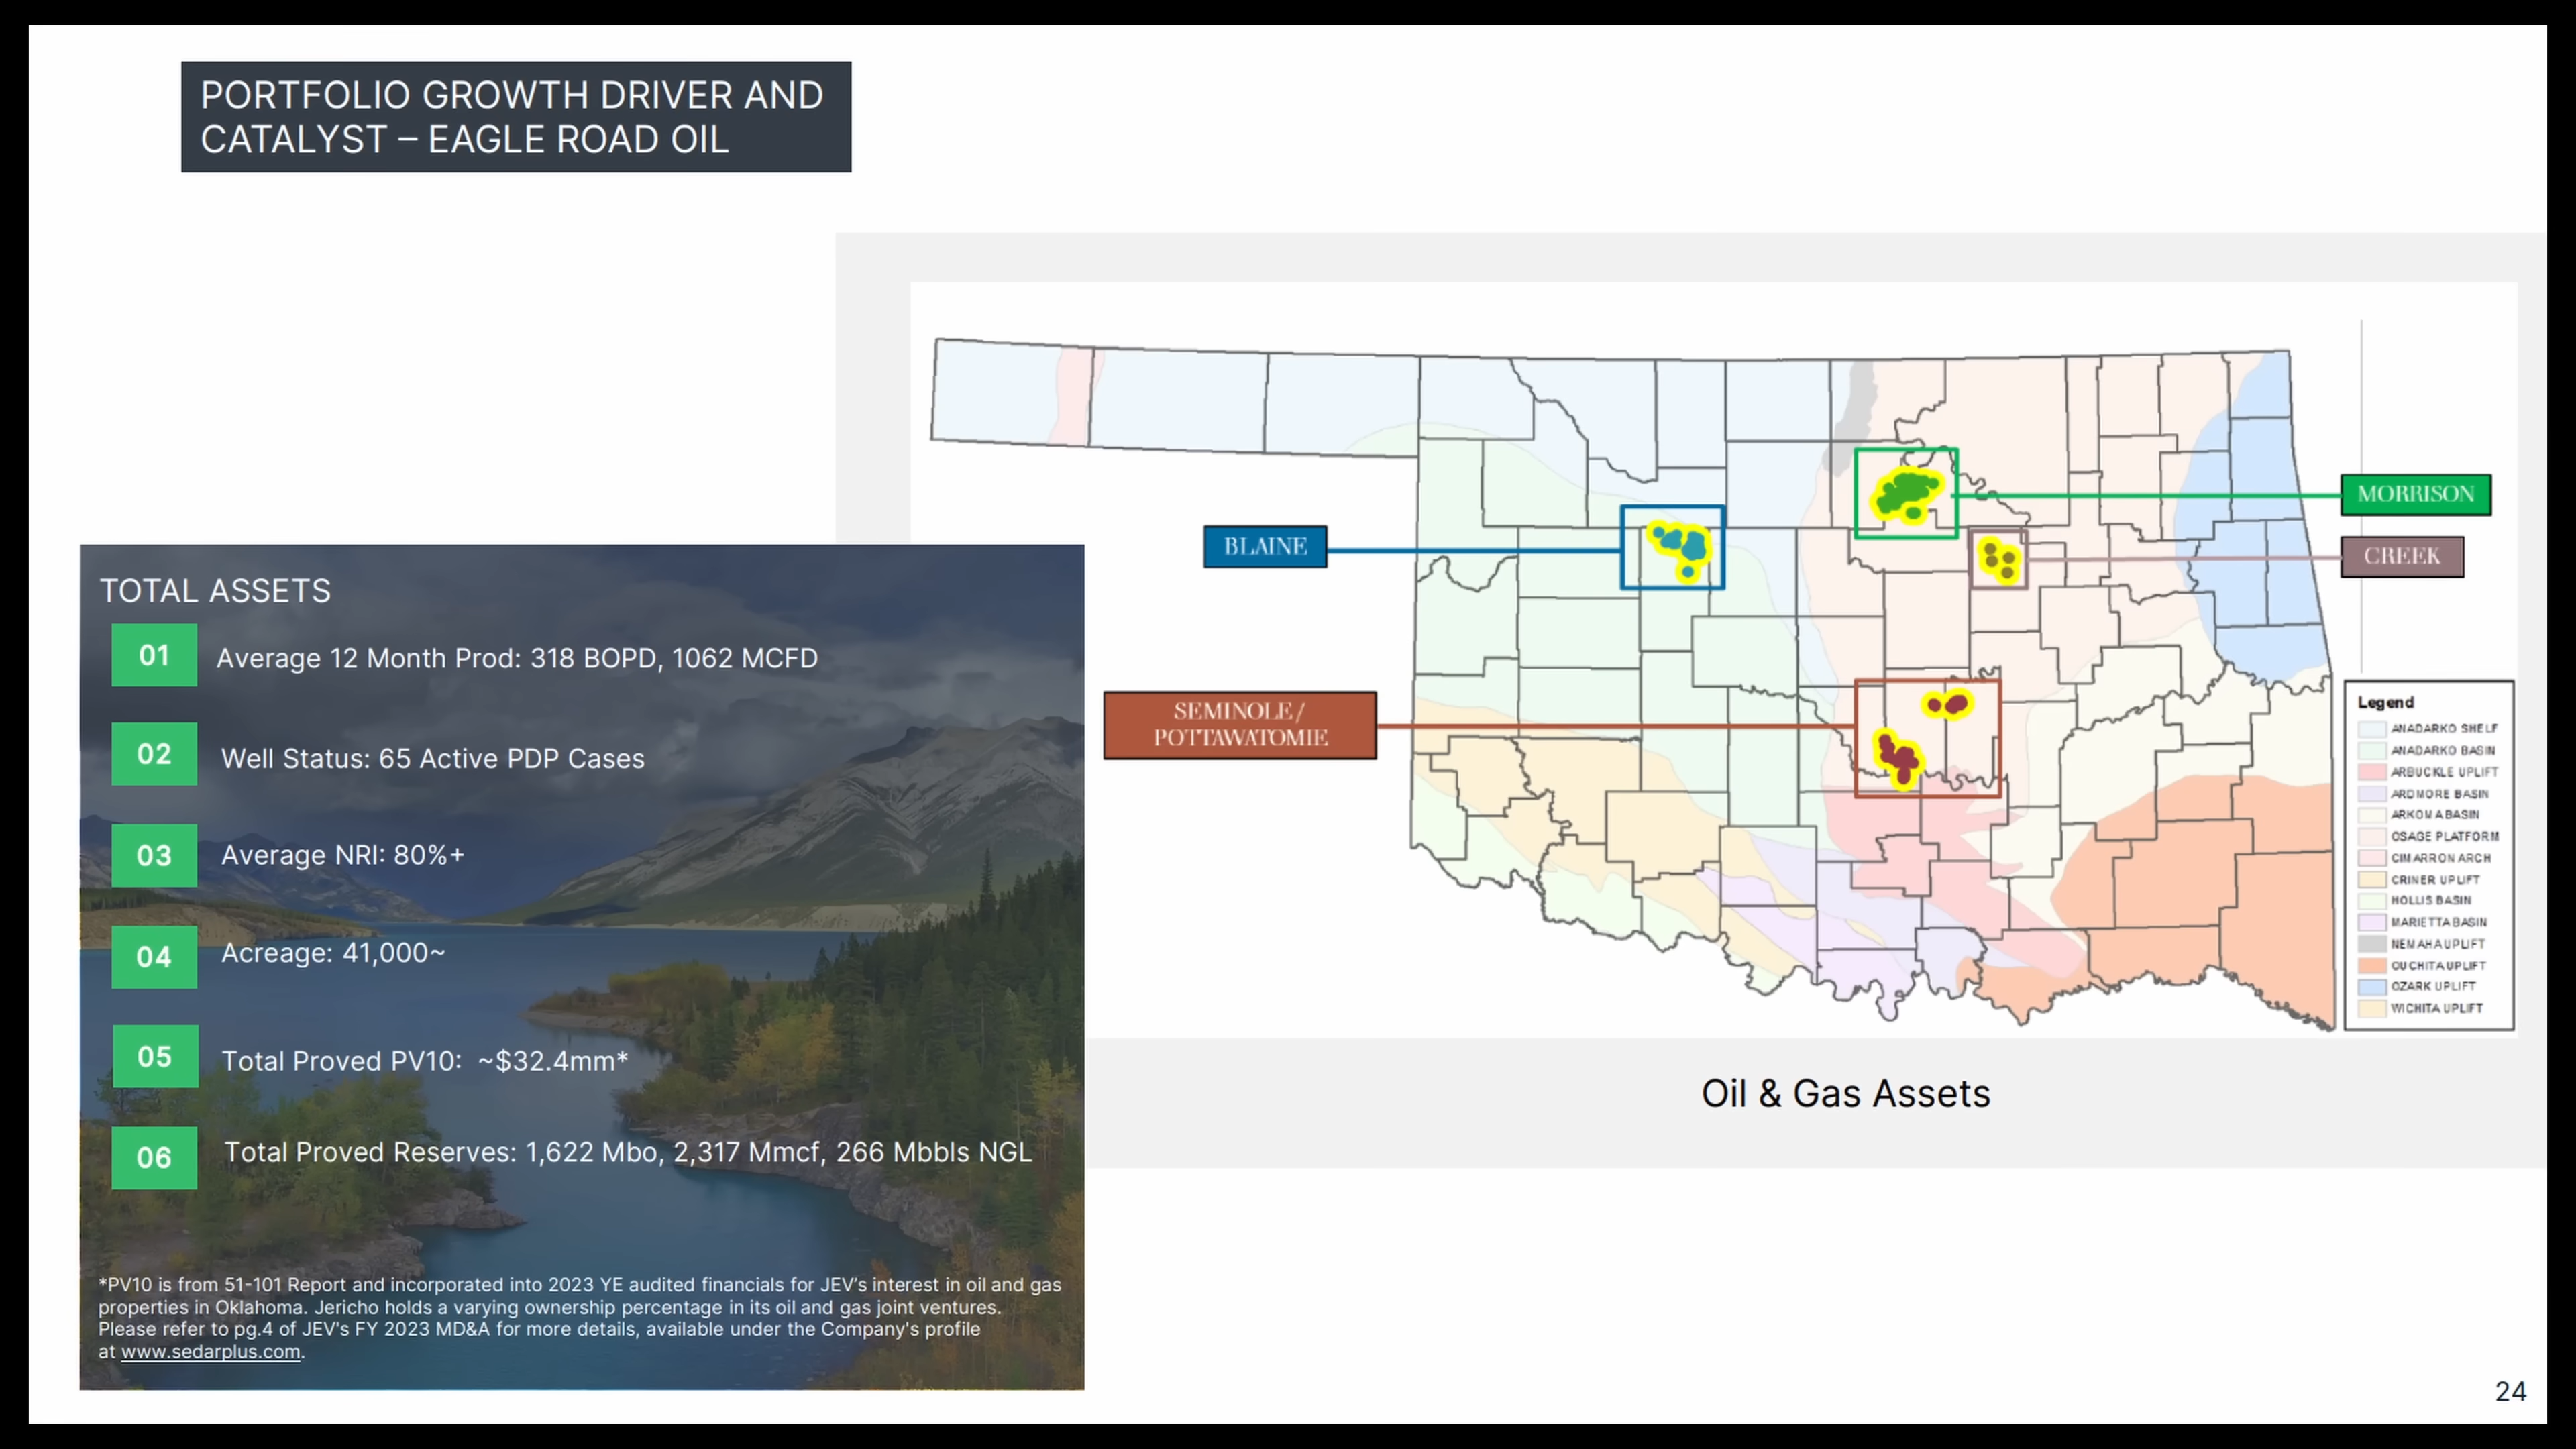 PORTFOLIO GROWTH DRIVER AND
CATALYST – EAGLE ROAD OIL
MORRISON
BLAINE
CREEK
SEMINOLE/
POTTAWATOMIE
TOTAL ASSETS
01 Average 12 Month Prod: 318 BOPD, 1062 MCFD
02 Well Status: 65 Active PDP Cases
03 Average NRI: 80%+
04 Acreage: 41,000~
05 Total Proved PV10: ~$32.4mm*
06 Total Proved Reserves: 1,622 Mbo, 2,317 Mmcf, 266 Mbbls NGL
*PV10 is from 51-101 Report and incorporated into 2023 YE audited financials for JEV's interest in oil and gas
properties in Oklahoma. Jericho holds a varying ownership percentage in its oil and gas joint ventures.
Please refer to pg.4 of JEV's FY 2023 MD&A for more details, available under the Company's profile
at www.sedarplus.com.
Legend
ANADARKO SHELF
ANADARKO BASIN
ARBUCKLE UPLIFT
ARDMORE BASIN
ARKOMA BASIN
OSAGE PLATFORM
CIMARRON ARCH
CRINER UPLIFT
HOLLIS BASIN
MARIETTA BASIN
NEMAHA UPLIFT
OUCHITA UPLIFT
OZARK UPLIFT
WICHITA UPLIFT
Oil & Gas Assets
24